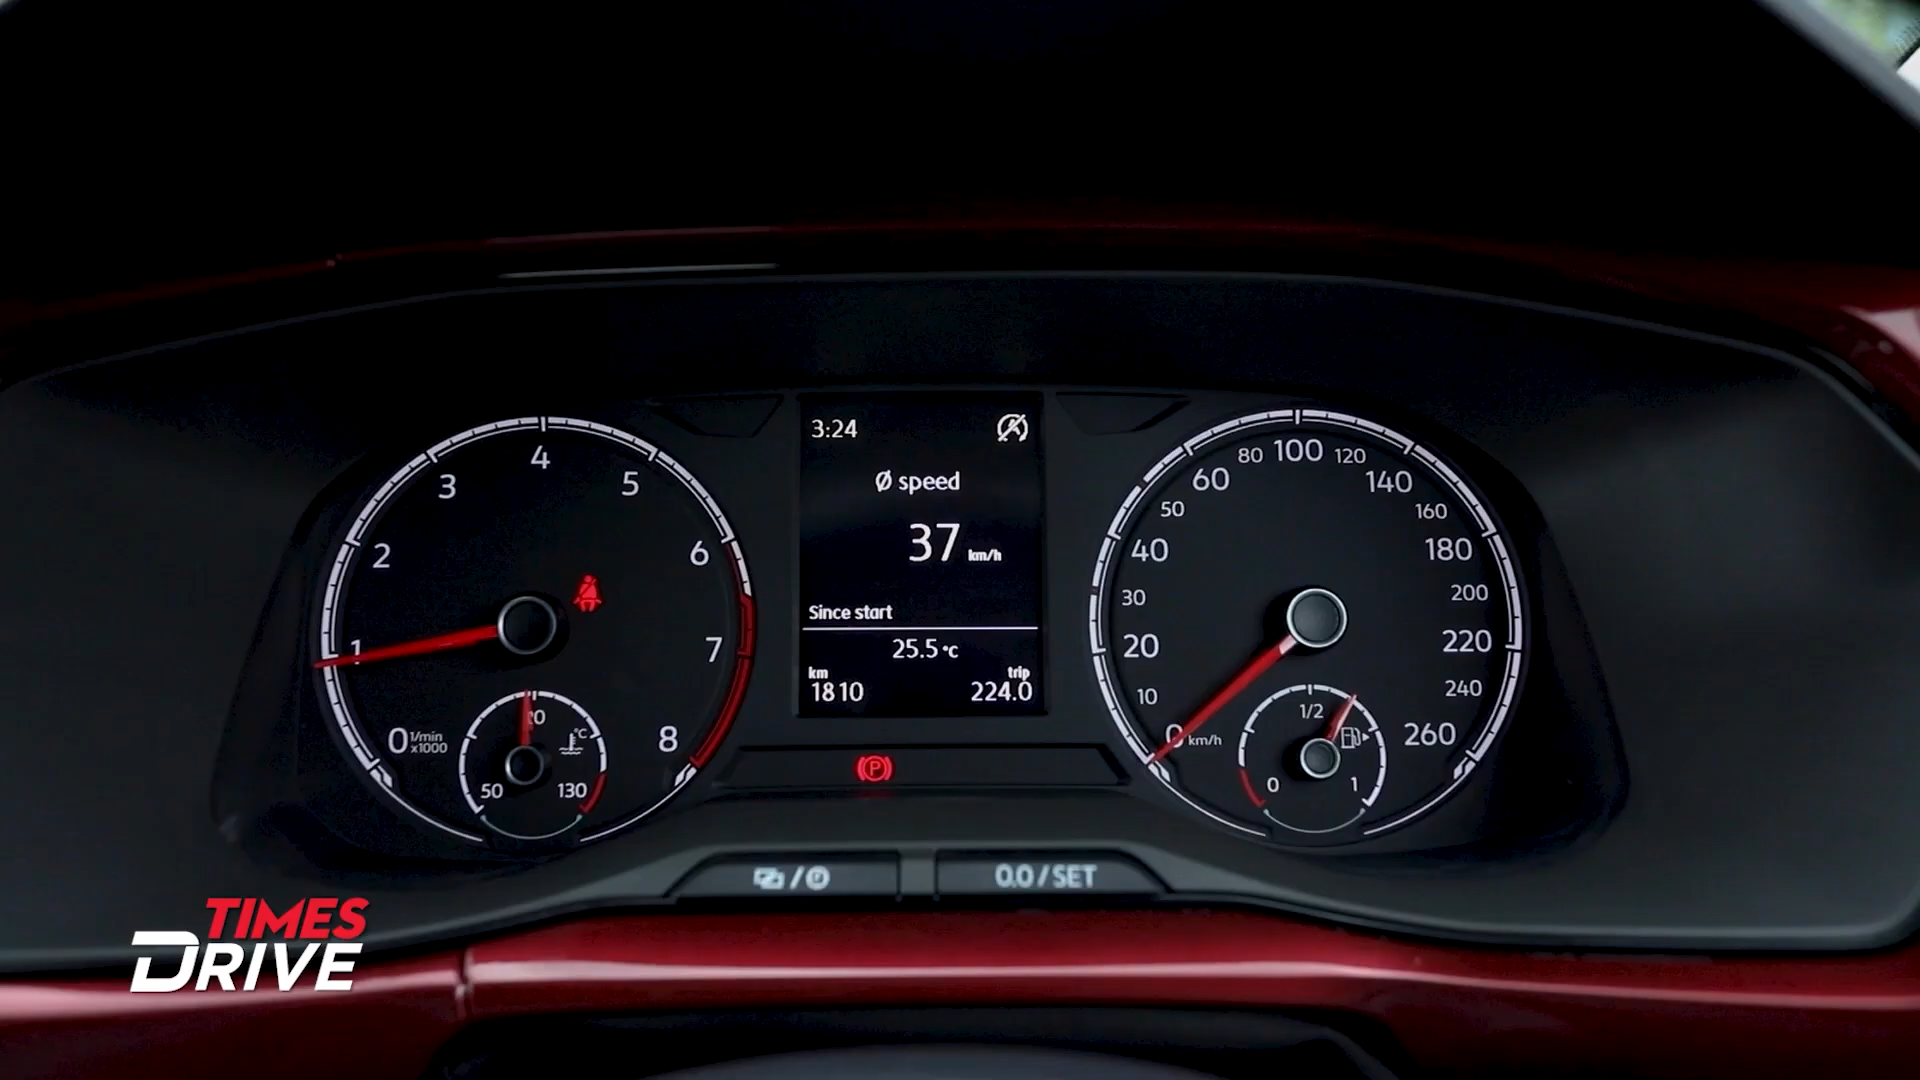 3:24
Ø speed
37 km/h
Since start
25.5 °C
km trip
1810 224.0
0 1 2 3 4 5 6 7 8
1/min
x1000
50 90 130
°C
0 10 20 30 40 50 60 80 100 120 140 160 180 200 220 240 260
km/h
0 1/2 1
P
/ P
0.0 / SET
TIMES
DRIVE